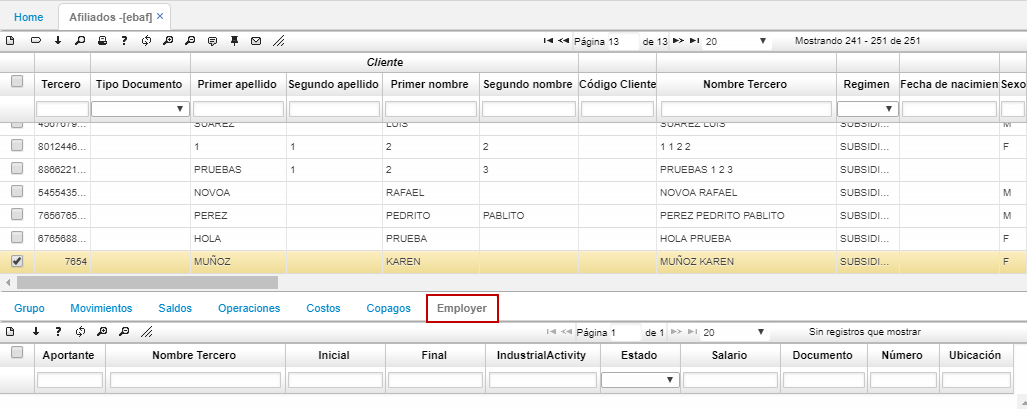 Home Afiliados -[ebaf] ✕
Página 13 de 13 20 Mostrando 241 - 251 de 251
Cliente
Tercero Tipo Documento Primer apellido Segundo apellido Primer nombre Segundo nombre Código Cliente Nombre Tercero Regimen Fecha de nacimien Sexo
4567679... SUAREZ LUIS SUAREZ LUIS SUBSIDI... M
8012446... 1 1 2 2 1 1 2 2 SUBSIDI... F
8866221... PRUEBAS 1 2 3 PRUEBAS 1 2 3 SUBSIDI...
5455435... NOVOA RAFAEL NOVOA RAFAEL SUBSIDI... M
7656765... PEREZ PEDRITO PABLITO PEREZ PEDRITO PABLITO SUBSIDI... M
6765688... HOLA PRUEBA HOLA PRUEBA SUBSIDI... F
7654 MUÑOZ KAREN MUÑOZ KAREN SUBSIDI... F
Grupo Movimientos Saldos Operaciones Costos Copagos Employer
Página 1 de 1 20 Sin registros que mostrar
Aportante Nombre Tercero Inicial Final IndustrialActivity Estado Salario Documento Número Ubicación